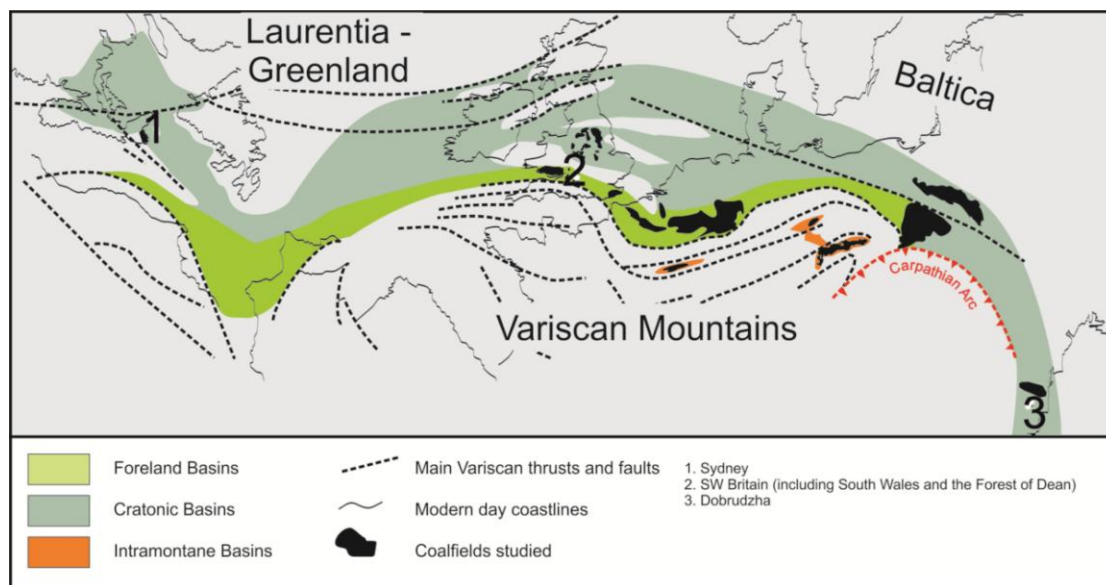 Laurentia -
Greenland
Baltica
1
2
Carpathian Arc
Variscan Mountains
3
Foreland Basins
Cratonic Basins
Intramontane Basins
Main Variscan thrusts and faults
Modern day coastlines
Coalfields studied
1. Sydney
2. SW Britain (including South Wales and the Forest of Dean)
3. Dobrudzha